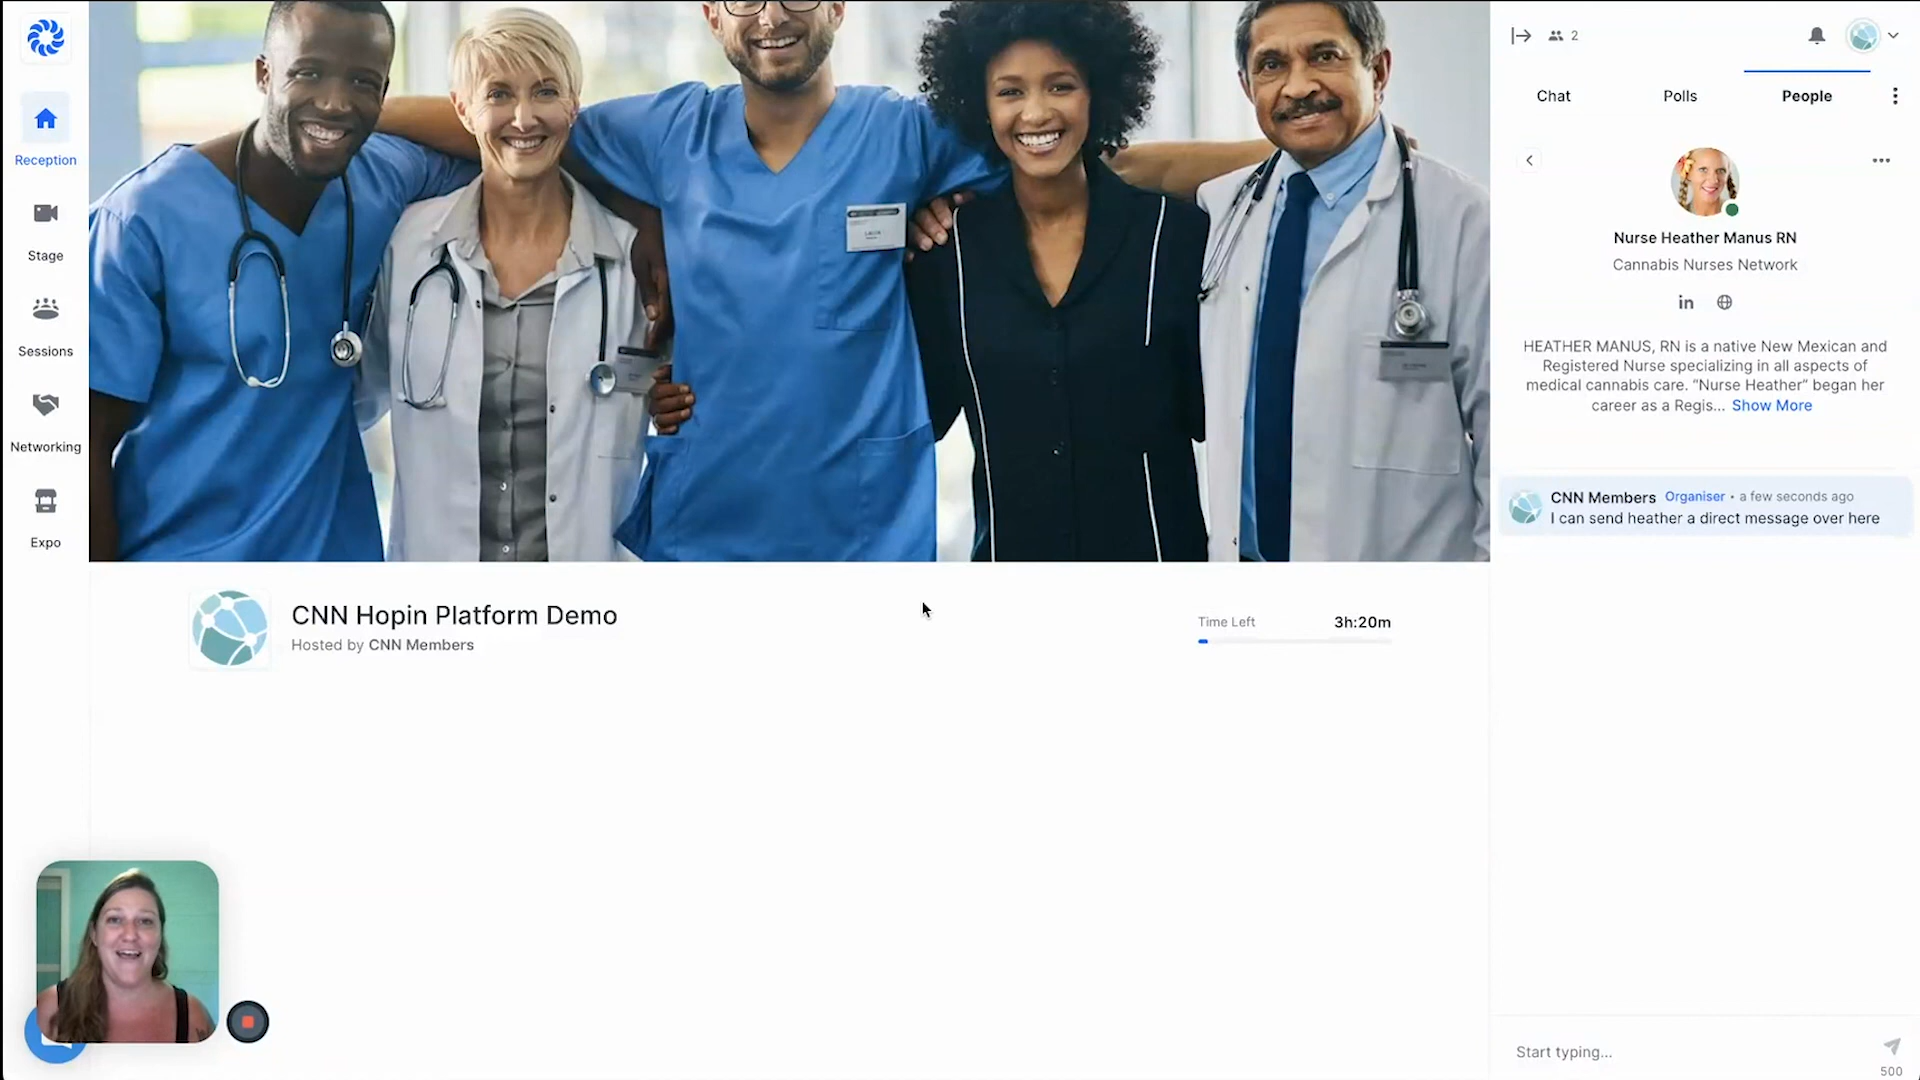 Reception
Stage
Sessions
Networking
Expo
CNN Hopin Platform Demo
Hosted by CNN Members
Time Left 3h:20m
2
Chat Polls People
Nurse Heather Manus RN
Cannabis Nurses Network
in
HEATHER MANUS, RN is a native New Mexican and
Registered Nurse specializing in all aspects of
medical cannabis care. “Nurse Heather” began her
career as a Regis... Show More
CNN Members Organiser • a few seconds ago
I can send heather a direct message over here
Start typing...
500